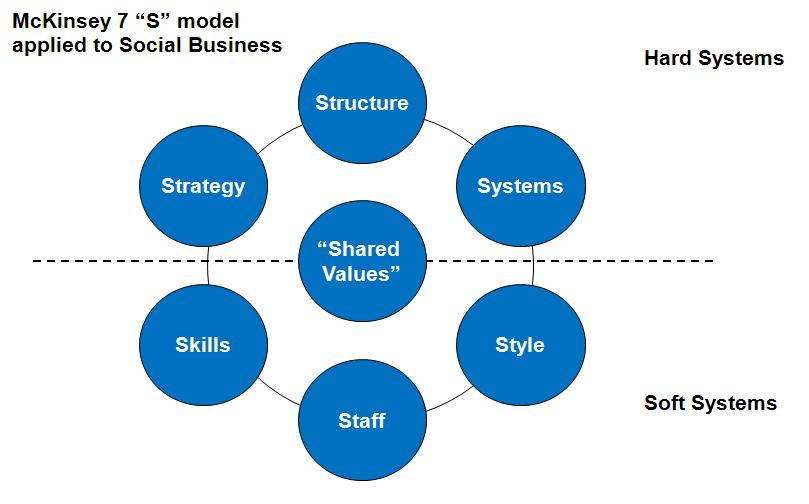 McKinsey 7 “S” model
applied to Social Business
Hard Systems
Structure
Strategy
Systems
“Shared
Values”
Skills
Style
Staff
Soft Systems